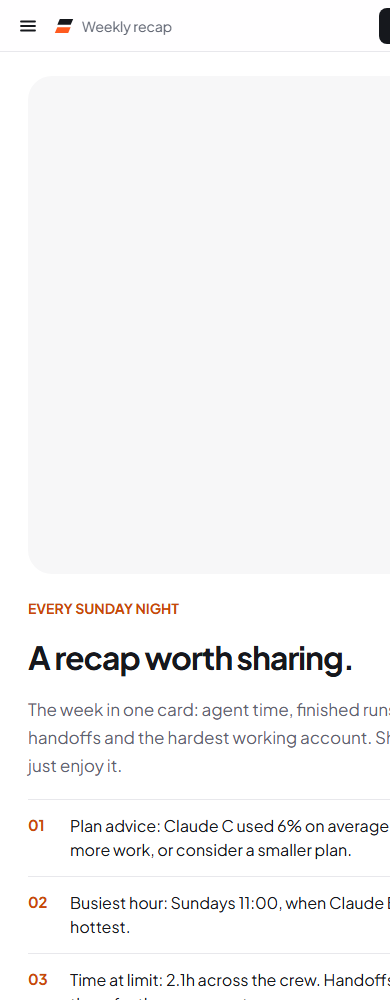 Weekly recap
EVERY SUNDAY NIGHT
A recap worth sharing.
The week in one card: agent time, finished run
handoffs and the hardest working account. Sh
just enjoy it.
01 Plan advice: Claude C used 6% on average
more work, or consider a smaller plan.
02 Busiest hour: Sundays 11:00, when Claude
hottest.
03 Time at limit: 2.1h across the crew. Handoffs